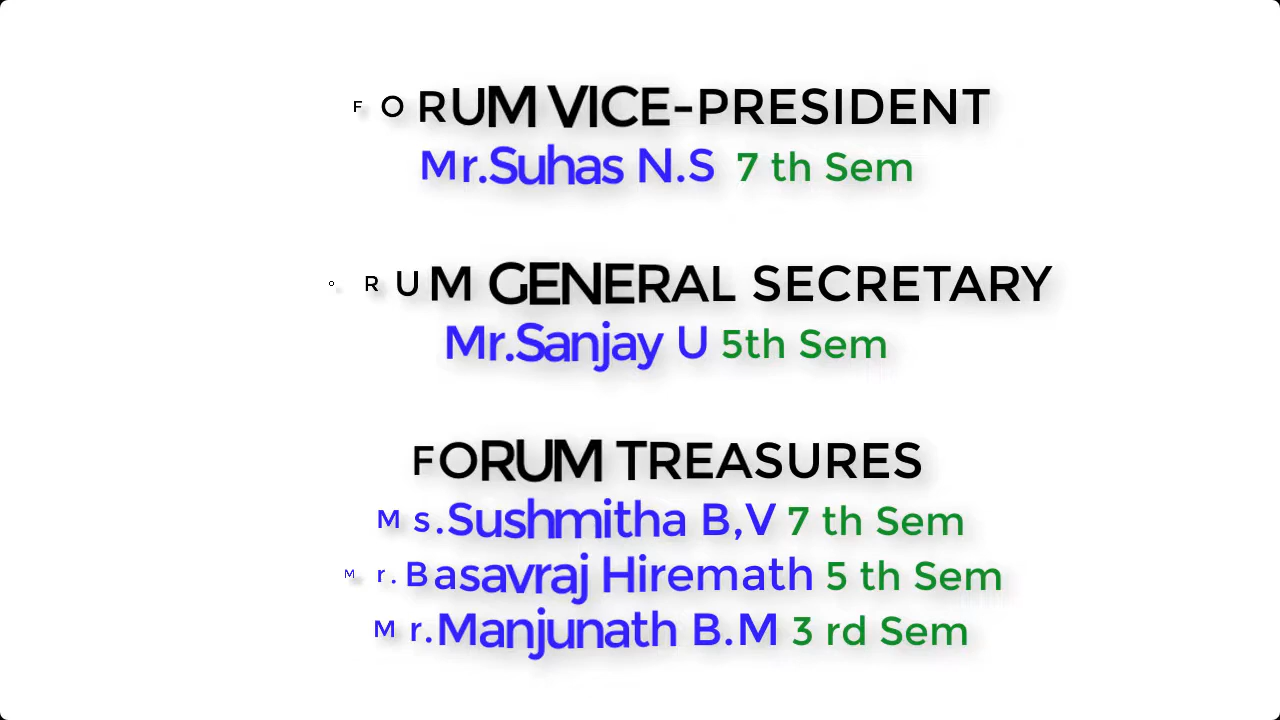 FORUM VICE-PRESIDENT
Mr.Suhas N.S 7 th Sem
ORUM GENERAL SECRETARY
Mr.Sanjay U 5th Sem
FORUM TREASURES
Ms.Sushmitha B,V 7 th Sem
Mr.Basavraj Hiremath 5 th Sem
Mr.Manjunath B.M 3 rd Sem